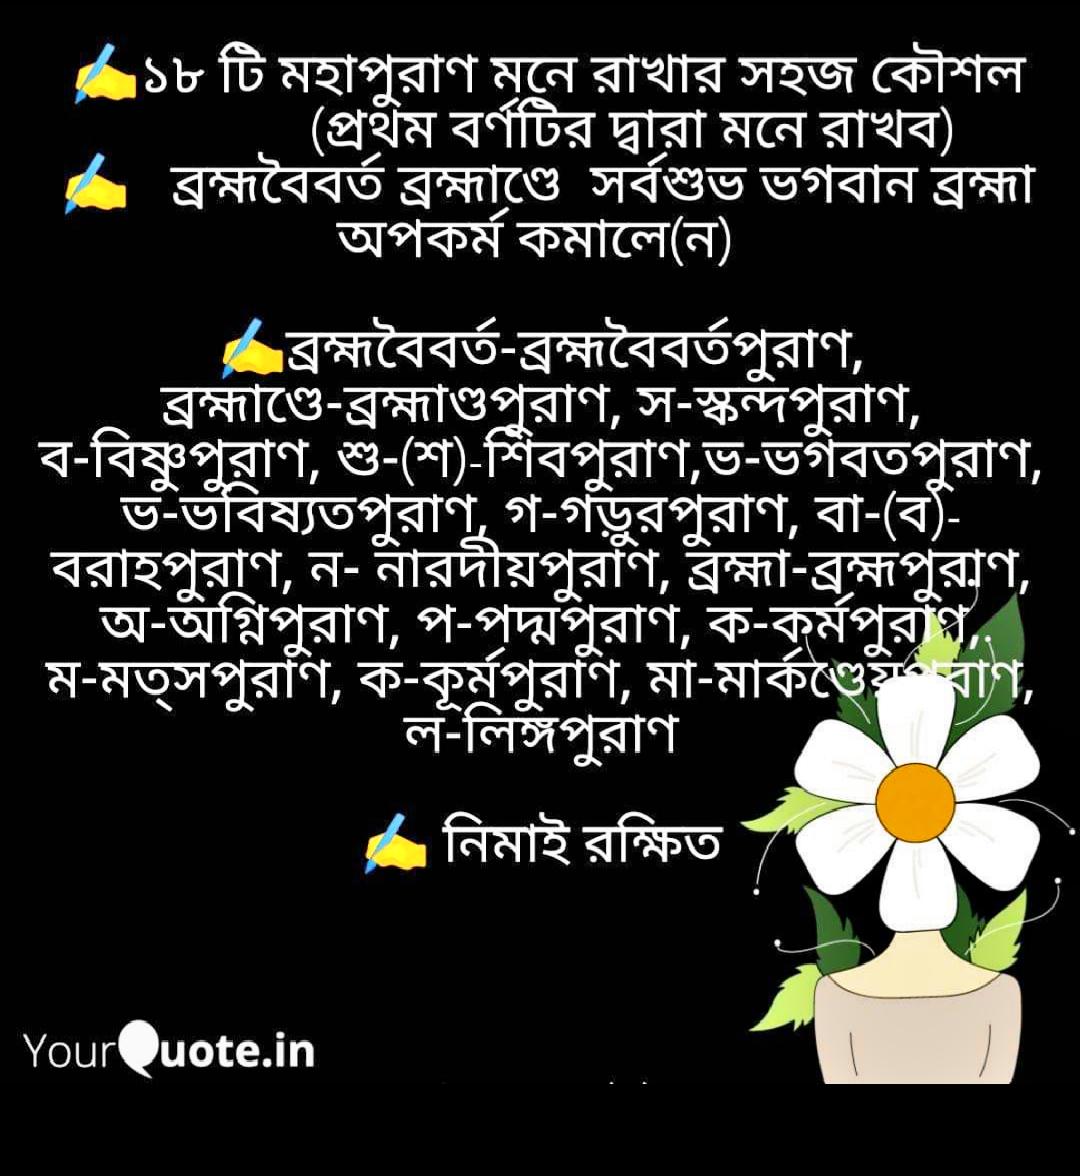 ✍️১৮ টি মহাপুরাণ মনে রাখার সহজ কৌশল
(প্রথম বর্ণটির দ্বারা মনে রাখব)
✍️ ব্রহ্মবৈবর্ত ব্রহ্মাণ্ডে সর্বশুভ ভগবান ব্রহ্মা
অপকর্ম কমালে(ন)
✍️ব্রহ্মবৈবর্ত-ব্রহ্মবৈবর্তপুরাণ,
ব্রহ্মাণ্ডে-ব্রহ্মাণ্ডপুরাণ, স-স্কন্দপুরাণ,
ব-বিষ্ণুপুরাণ, শু-(শ)-শিবপুরাণ,ভ-ভগবতপুরাণ,
ভ-ভবিষ্যতপুরাণ, গ-গড়ুরপুরাণ, বা-(ব)-
বরাহপুরাণ, ন- নারদীয়পুরাণ, ব্রহ্মা-ব্রহ্মপুরাণ,
অ-অগ্নিপুরাণ, প-পদ্মপুরাণ, ক-কর্মপুরাণ,
ম-মত্সপুরাণ, ক-কূর্মপুরাণ, মা-মার্কণ্ডেয়পুরাণ,
ল-লিঙ্গপুরাণ
✍️ নিমাই রক্ষিত
YourQuote.in